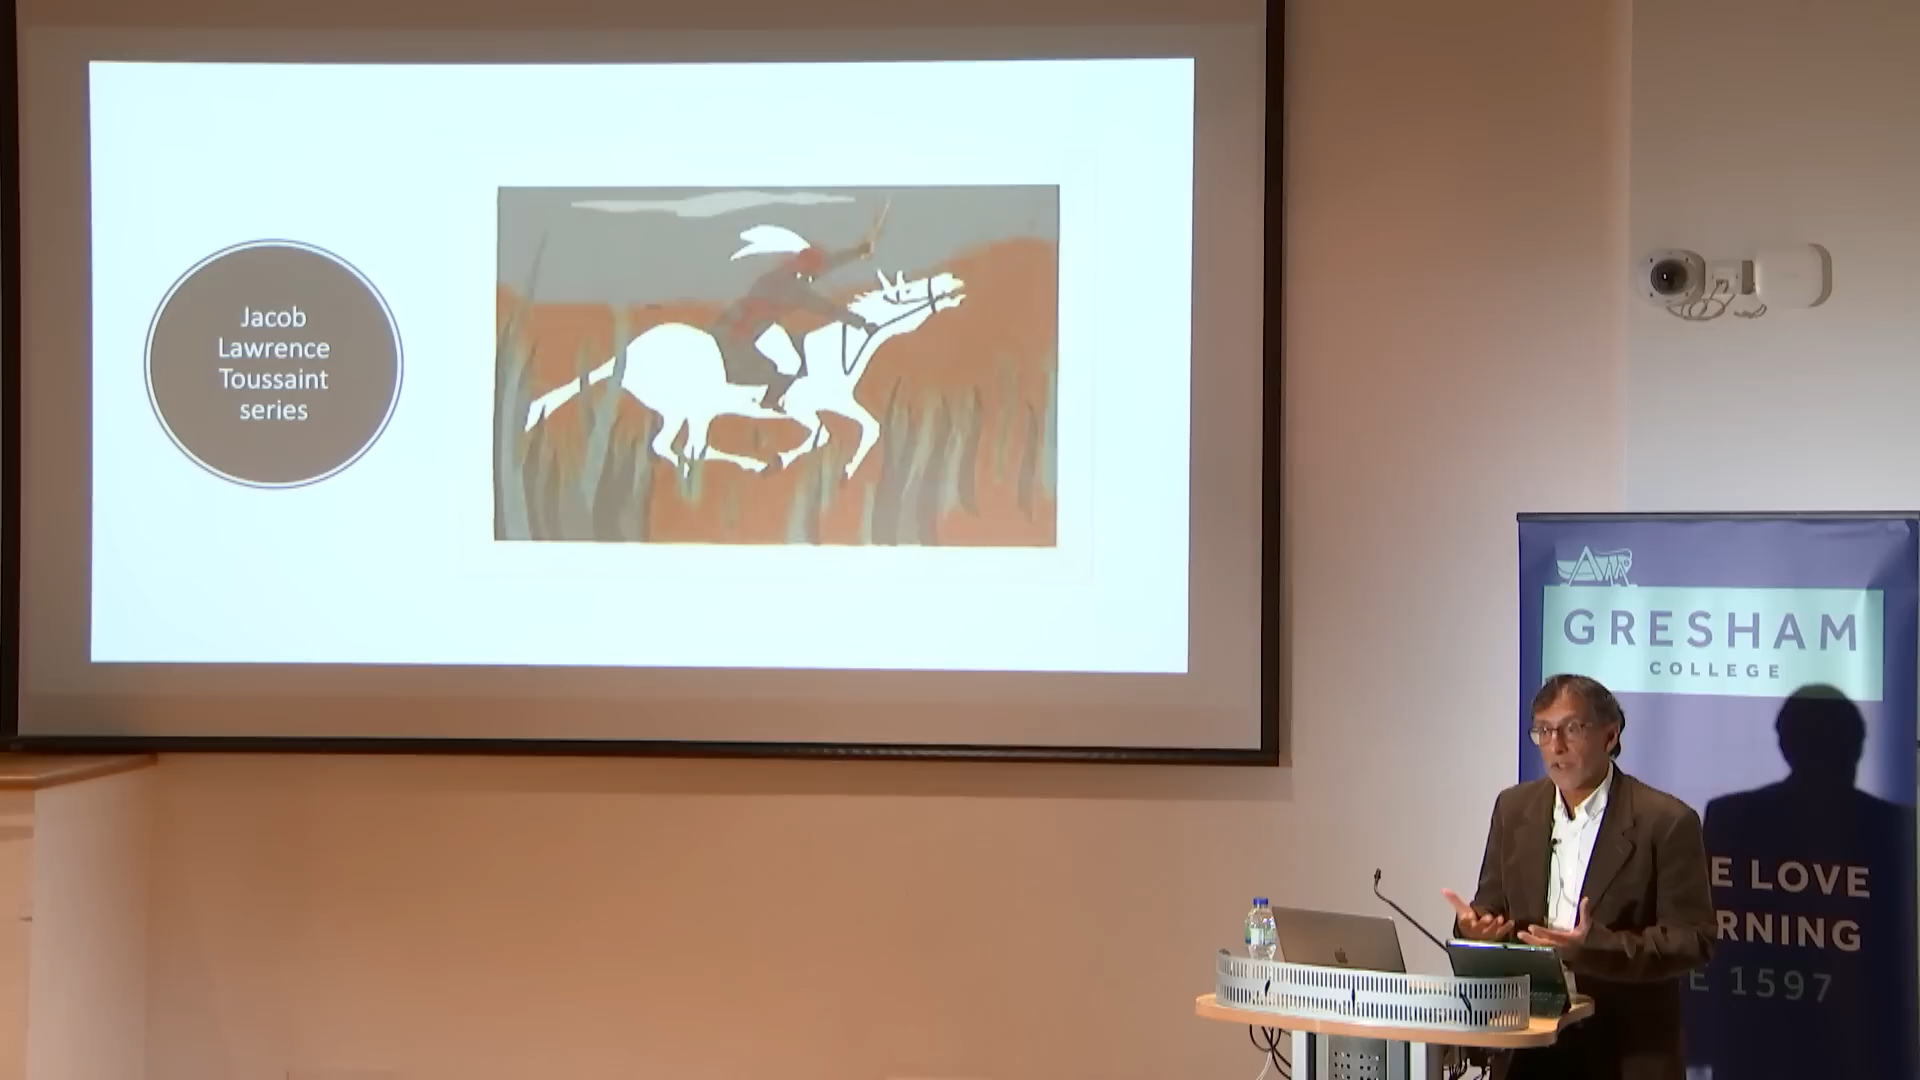 Jacob
Lawrence
Toussaint
series
GRESHAM
COLLEGE
E LOVE
RNING
E 1597